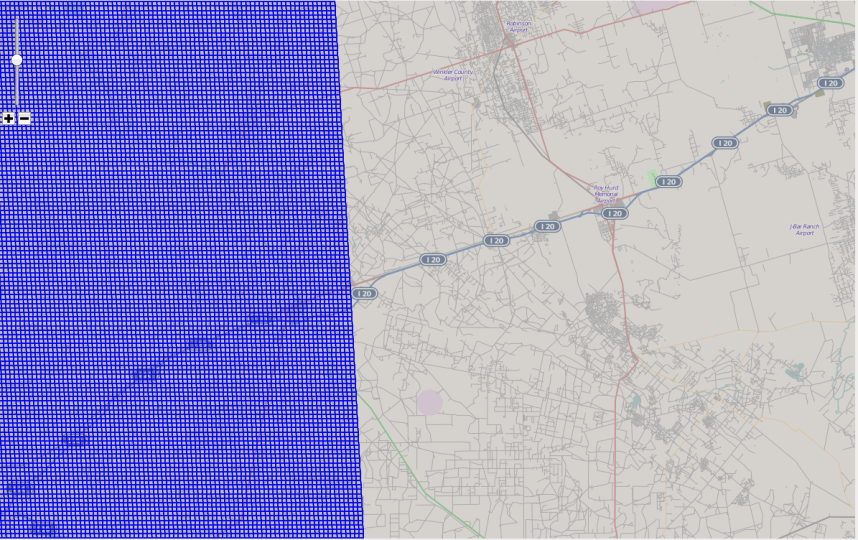 Robinson
Airport
Winkler County
Airport
I 20
I 20
I 20
Roy Hurd
Memorial
Airport
I 20
I 20
J-Bar Ranch
Airport
I 20
I 20
I 20
I 20